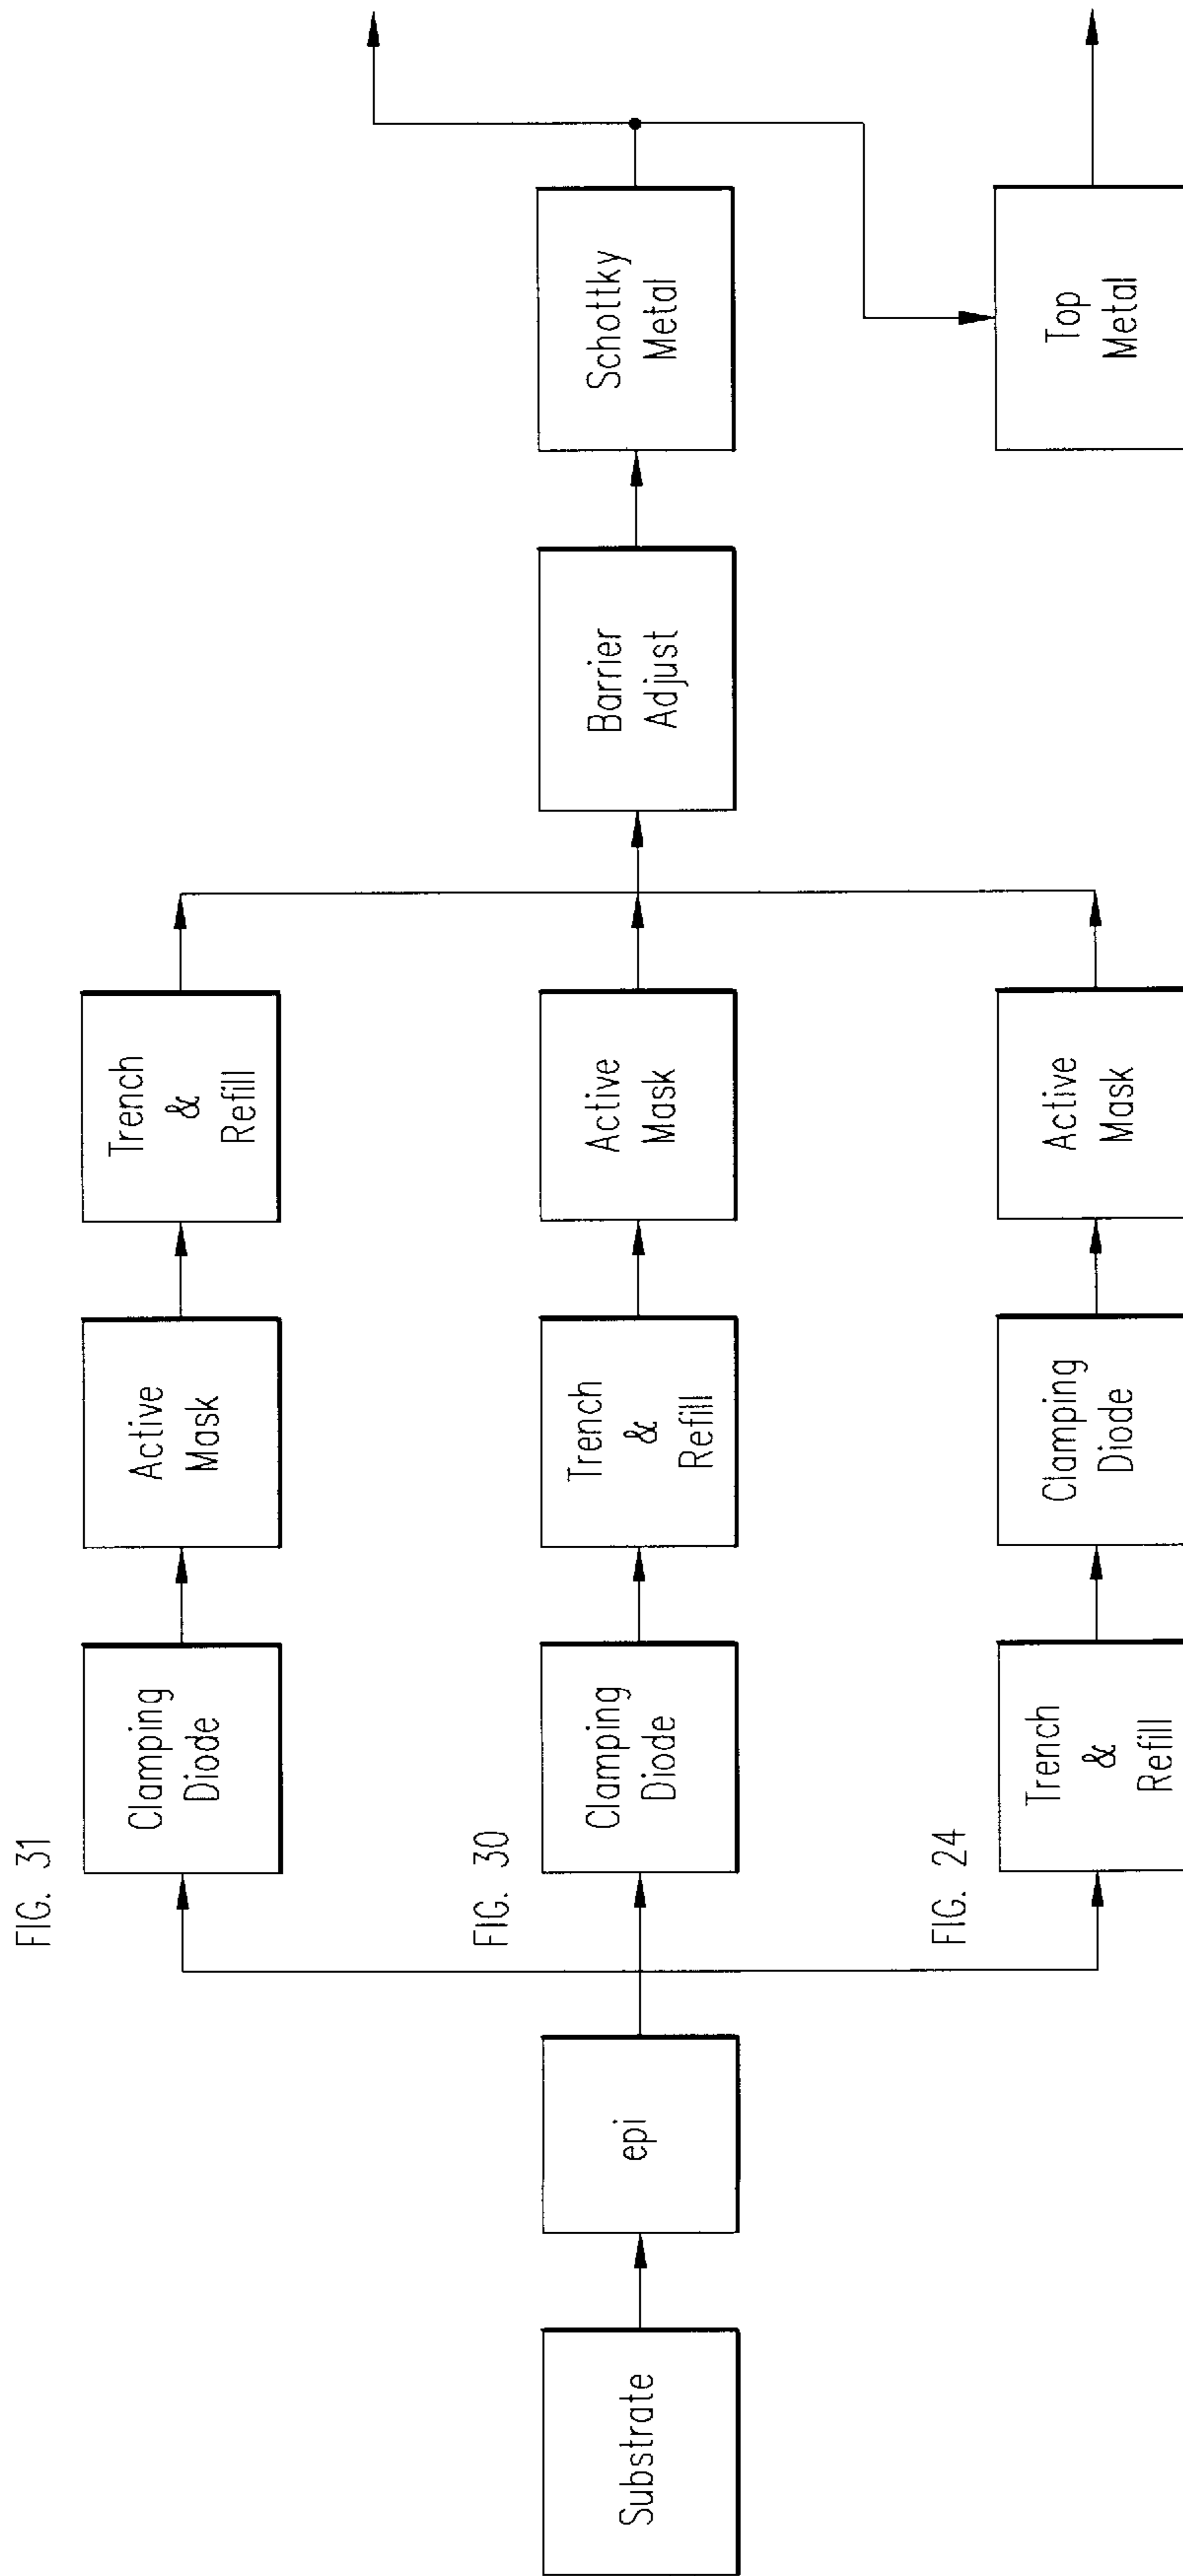 Substrate
epi
FIG. 31
Clamping
Diode
Active
Mask
Trench
&
Refill
FIG. 30
Clamping
Diode
Trench
&
Refill
Active
Mask
FIG. 24
Trench
&
Refill
Clamping
Diode
Active
Mask
Barrier
Adjust
Schottky
Metal
Top
Metal